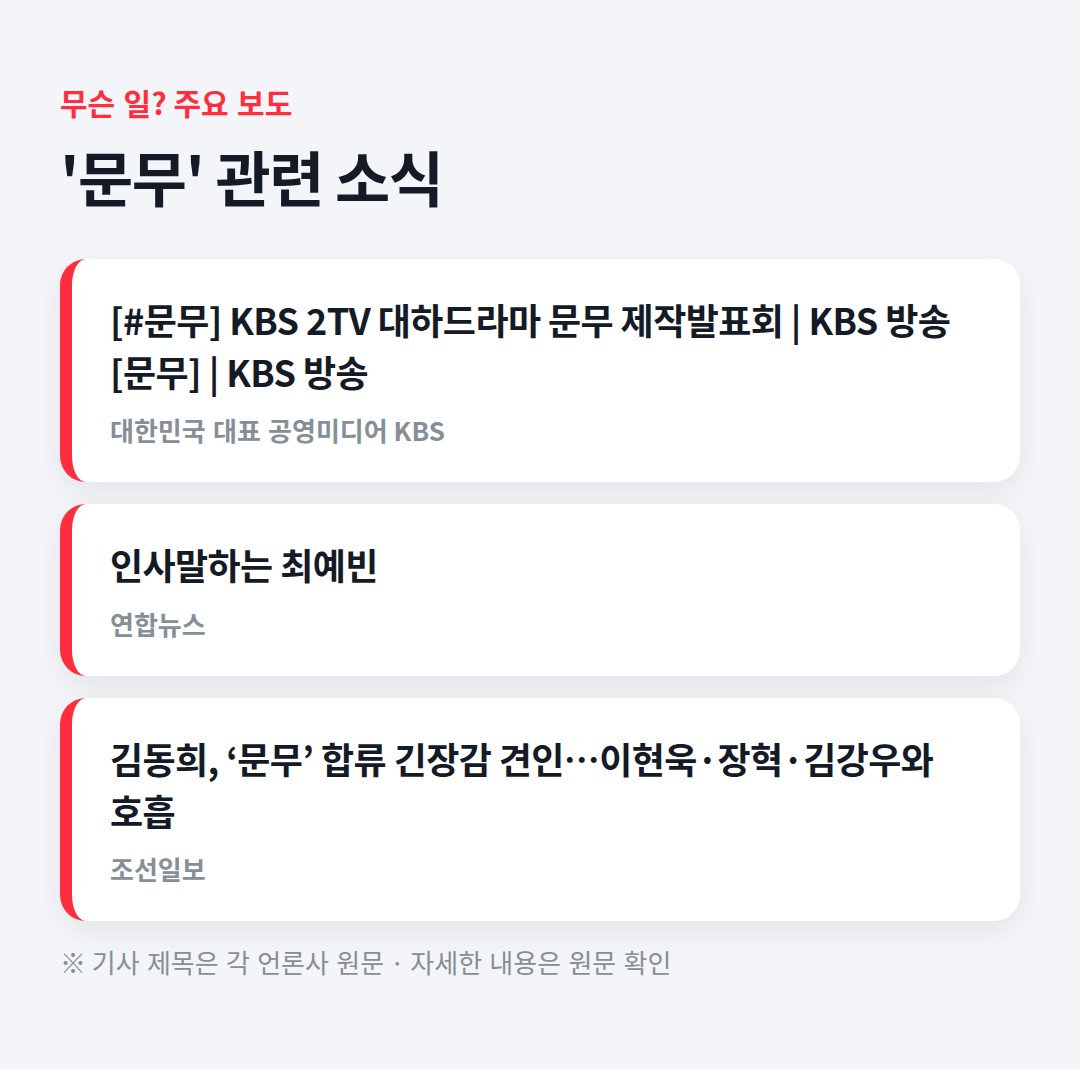 무슨 일? 주요 보도
'문무' 관련 소식
[#문무] KBS 2TV 대하드라마 문무 제작발표회 | KBS 방송
[문무] | KBS 방송
대한민국 대표 공영미디어 KBS
인사말하는 최예빈
연합뉴스
김동희, ‘문무’ 합류 긴장감 견인…이현욱·장혁·김강우와
호흡
조선일보
※ 기사 제목은 각 언론사 원문 · 자세한 내용은 원문 확인